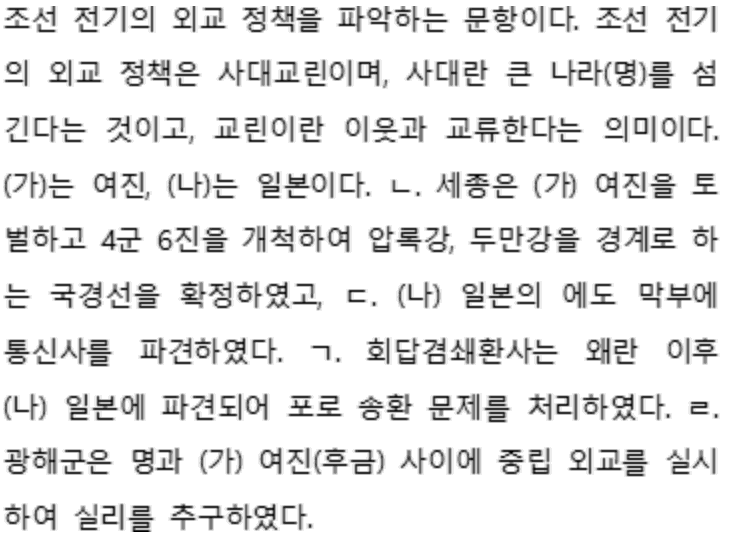 조선 전기의 외교 정책을 파악하는 문항이다. 조선 전기
의 외교 정책은 사대교린이며, 사대란 큰 나라(명)를 섬
긴다는 것이고, 교린이란 이웃과 교류한다는 의미이다.
(가)는 여진, (나)는 일본이다. ㄴ. 세종은 (가) 여진을 토
벌하고 4군 6진을 개척하여 압록강, 두만강을 경계로 하
는 국경선을 확정하였고, ㄷ. (나) 일본의 에도 막부에
통신사를 파견하였다. ㄱ. 회답겸쇄환사는 왜란 이후
(나) 일본에 파견되어 포로 송환 문제를 처리하였다. ㄹ.
광해군은 명과 (가) 여진(후금) 사이에 중립 외교를 실시
하여 실리를 추구하였다.